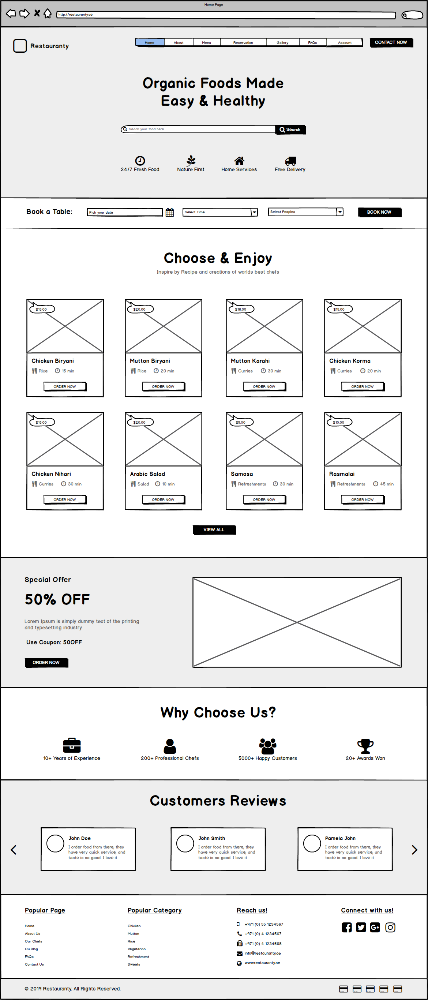 Home Page
http://restauranty.ae
Restauranty
Home
About
Menu
Reservation
Gallery
FAQs
Account
CONTACT NOW
Organic Foods Made
Easy & Healthy
Seach your food here
Search
24/7 Fresh Food
Nature First
Home Services
Free Delivery
Book a Table:
Pick your date
Select Time
Select Peoples
BOOK NOW
Choose & Enjoy
Inspire by Recipe and creations of worlds best chefs
$15.00
$20.00
$18.00
$15.00
Chicken Biryani
Mutton Biryani
Mutton Karahi
Chicken Korma
Rice
15 min
Rice
20 min
Curries
30 min
Curries
20 min
ORDER NOW
ORDER NOW
ORDER NOW
ORDER NOW
$15.00
$20.00
$5.00
$10.00
Chicken Nihari
Arabic Salad
Samosa
Rasmalai
Curries
30 min
Salad
10 min
Refreshments
30 min
Refreshments
45 min
ORDER NOW
ORDER NOW
ORDER NOW
ORDER NOW
VIEW ALL
Special Offer
50% OFF
Lorem Ipsum is simply dummy text of the printing
and typesetting industry.
Use Coupon: 50OFF
ORDER NOW
Why Choose Us?
10+ Years of Experience
200+ Professional Chefs
5000+ Happy Customers
20+ Awards Won
Customers Reviews
John Doe
I order food from there, they
have very quick service, and
taste is so good. I love it
John Smith
I order food from there, they
have very quick service, and
taste is so good. I love it
Pamela John
I order food from there, they
have very quick service, and
taste is so good. I love it
Popular Page
Home
About Us
Our Chefs
Ou Blog
FAQs
Contact Us
Popular Category
Chicken
Mutton
Rice
Vegeterian
Refreshment
Sweets
Reach us!
+971 (0) 55 1234567
+971 (0) 4 1234567
+971 (0) 4 1234568
info@restauranty.ae
www.restauranty.ae
Connect with us!
© 2019 Restauranty. All Rights Reserved.